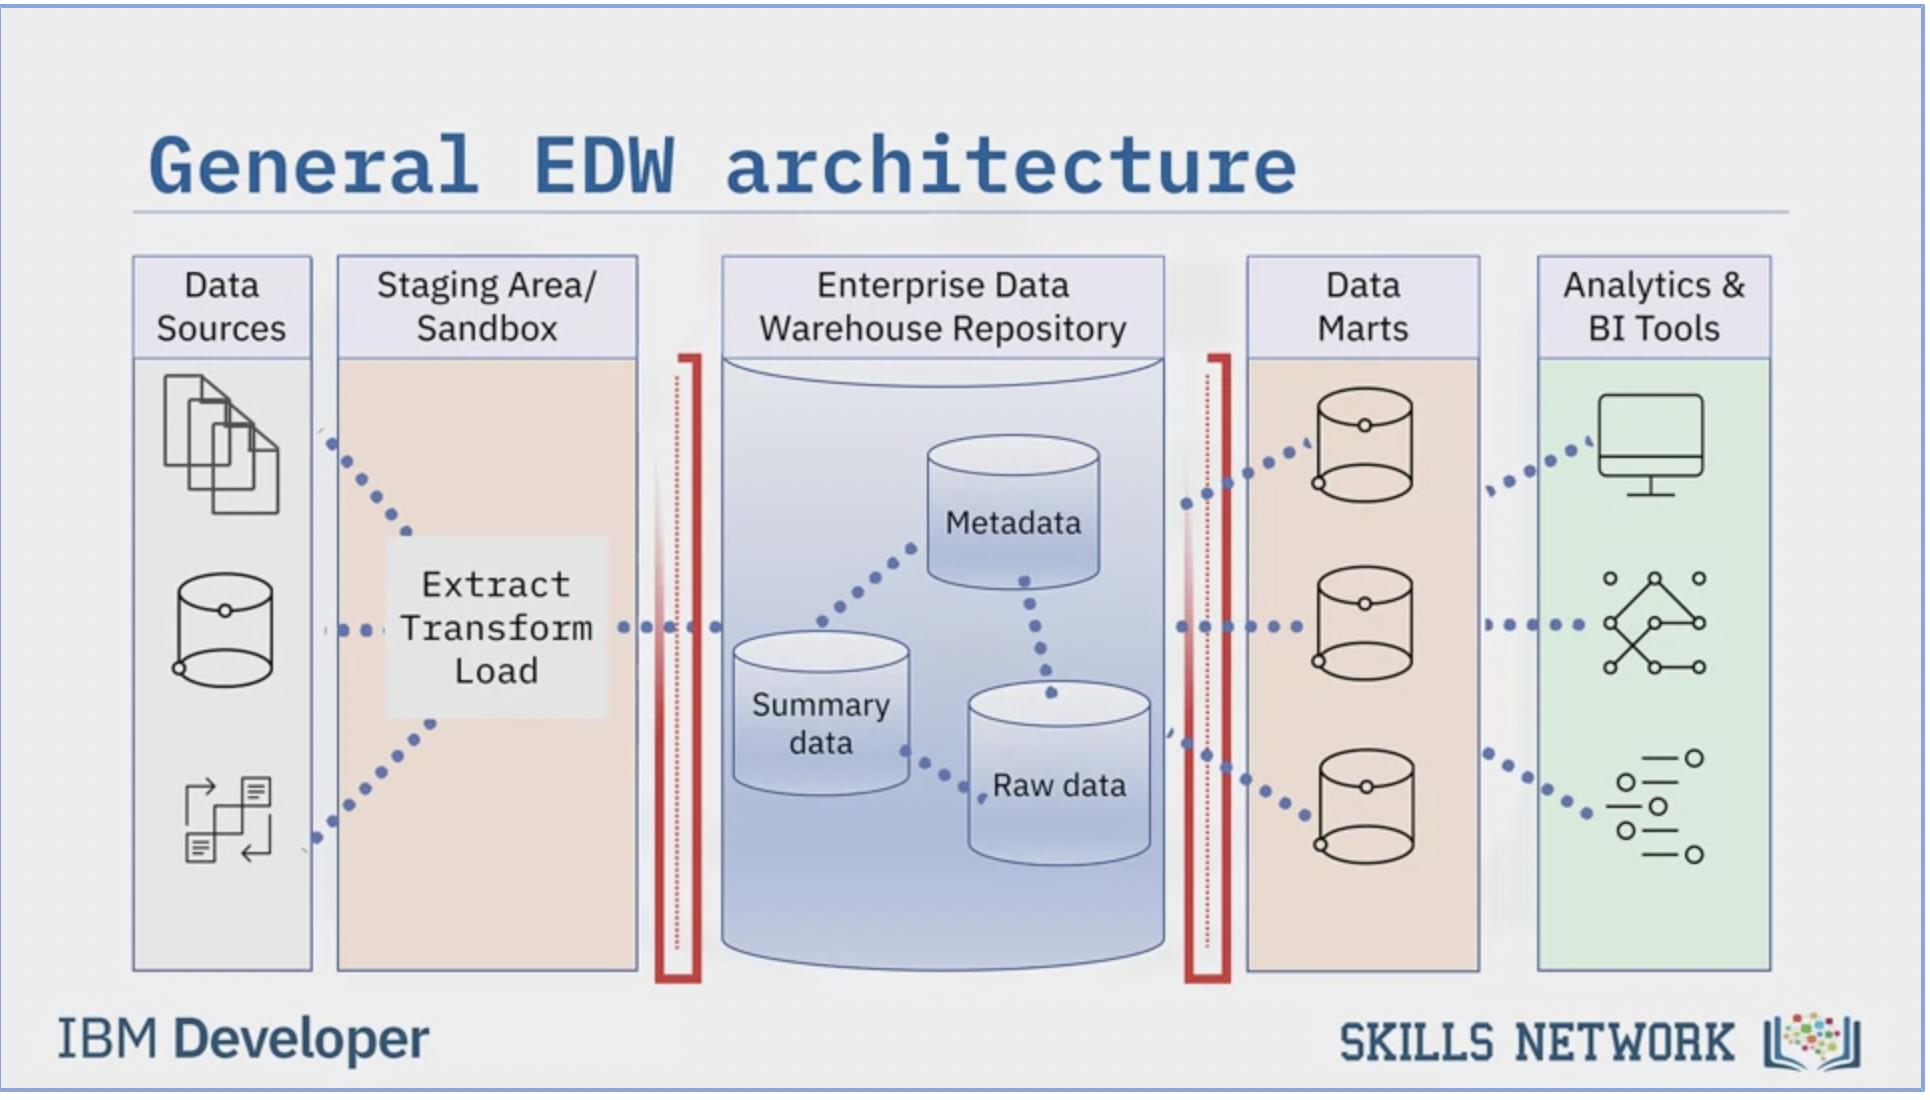 General EDW architecture
Data
Sources
Staging Area/
Sandbox
Enterprise Data
Warehouse Repository
Data
Marts
Analytics &
BI Tools
Extract
Transform
Load
Metadata
Summary
data
Raw data
IBM Developer
SKILLS NETWORK